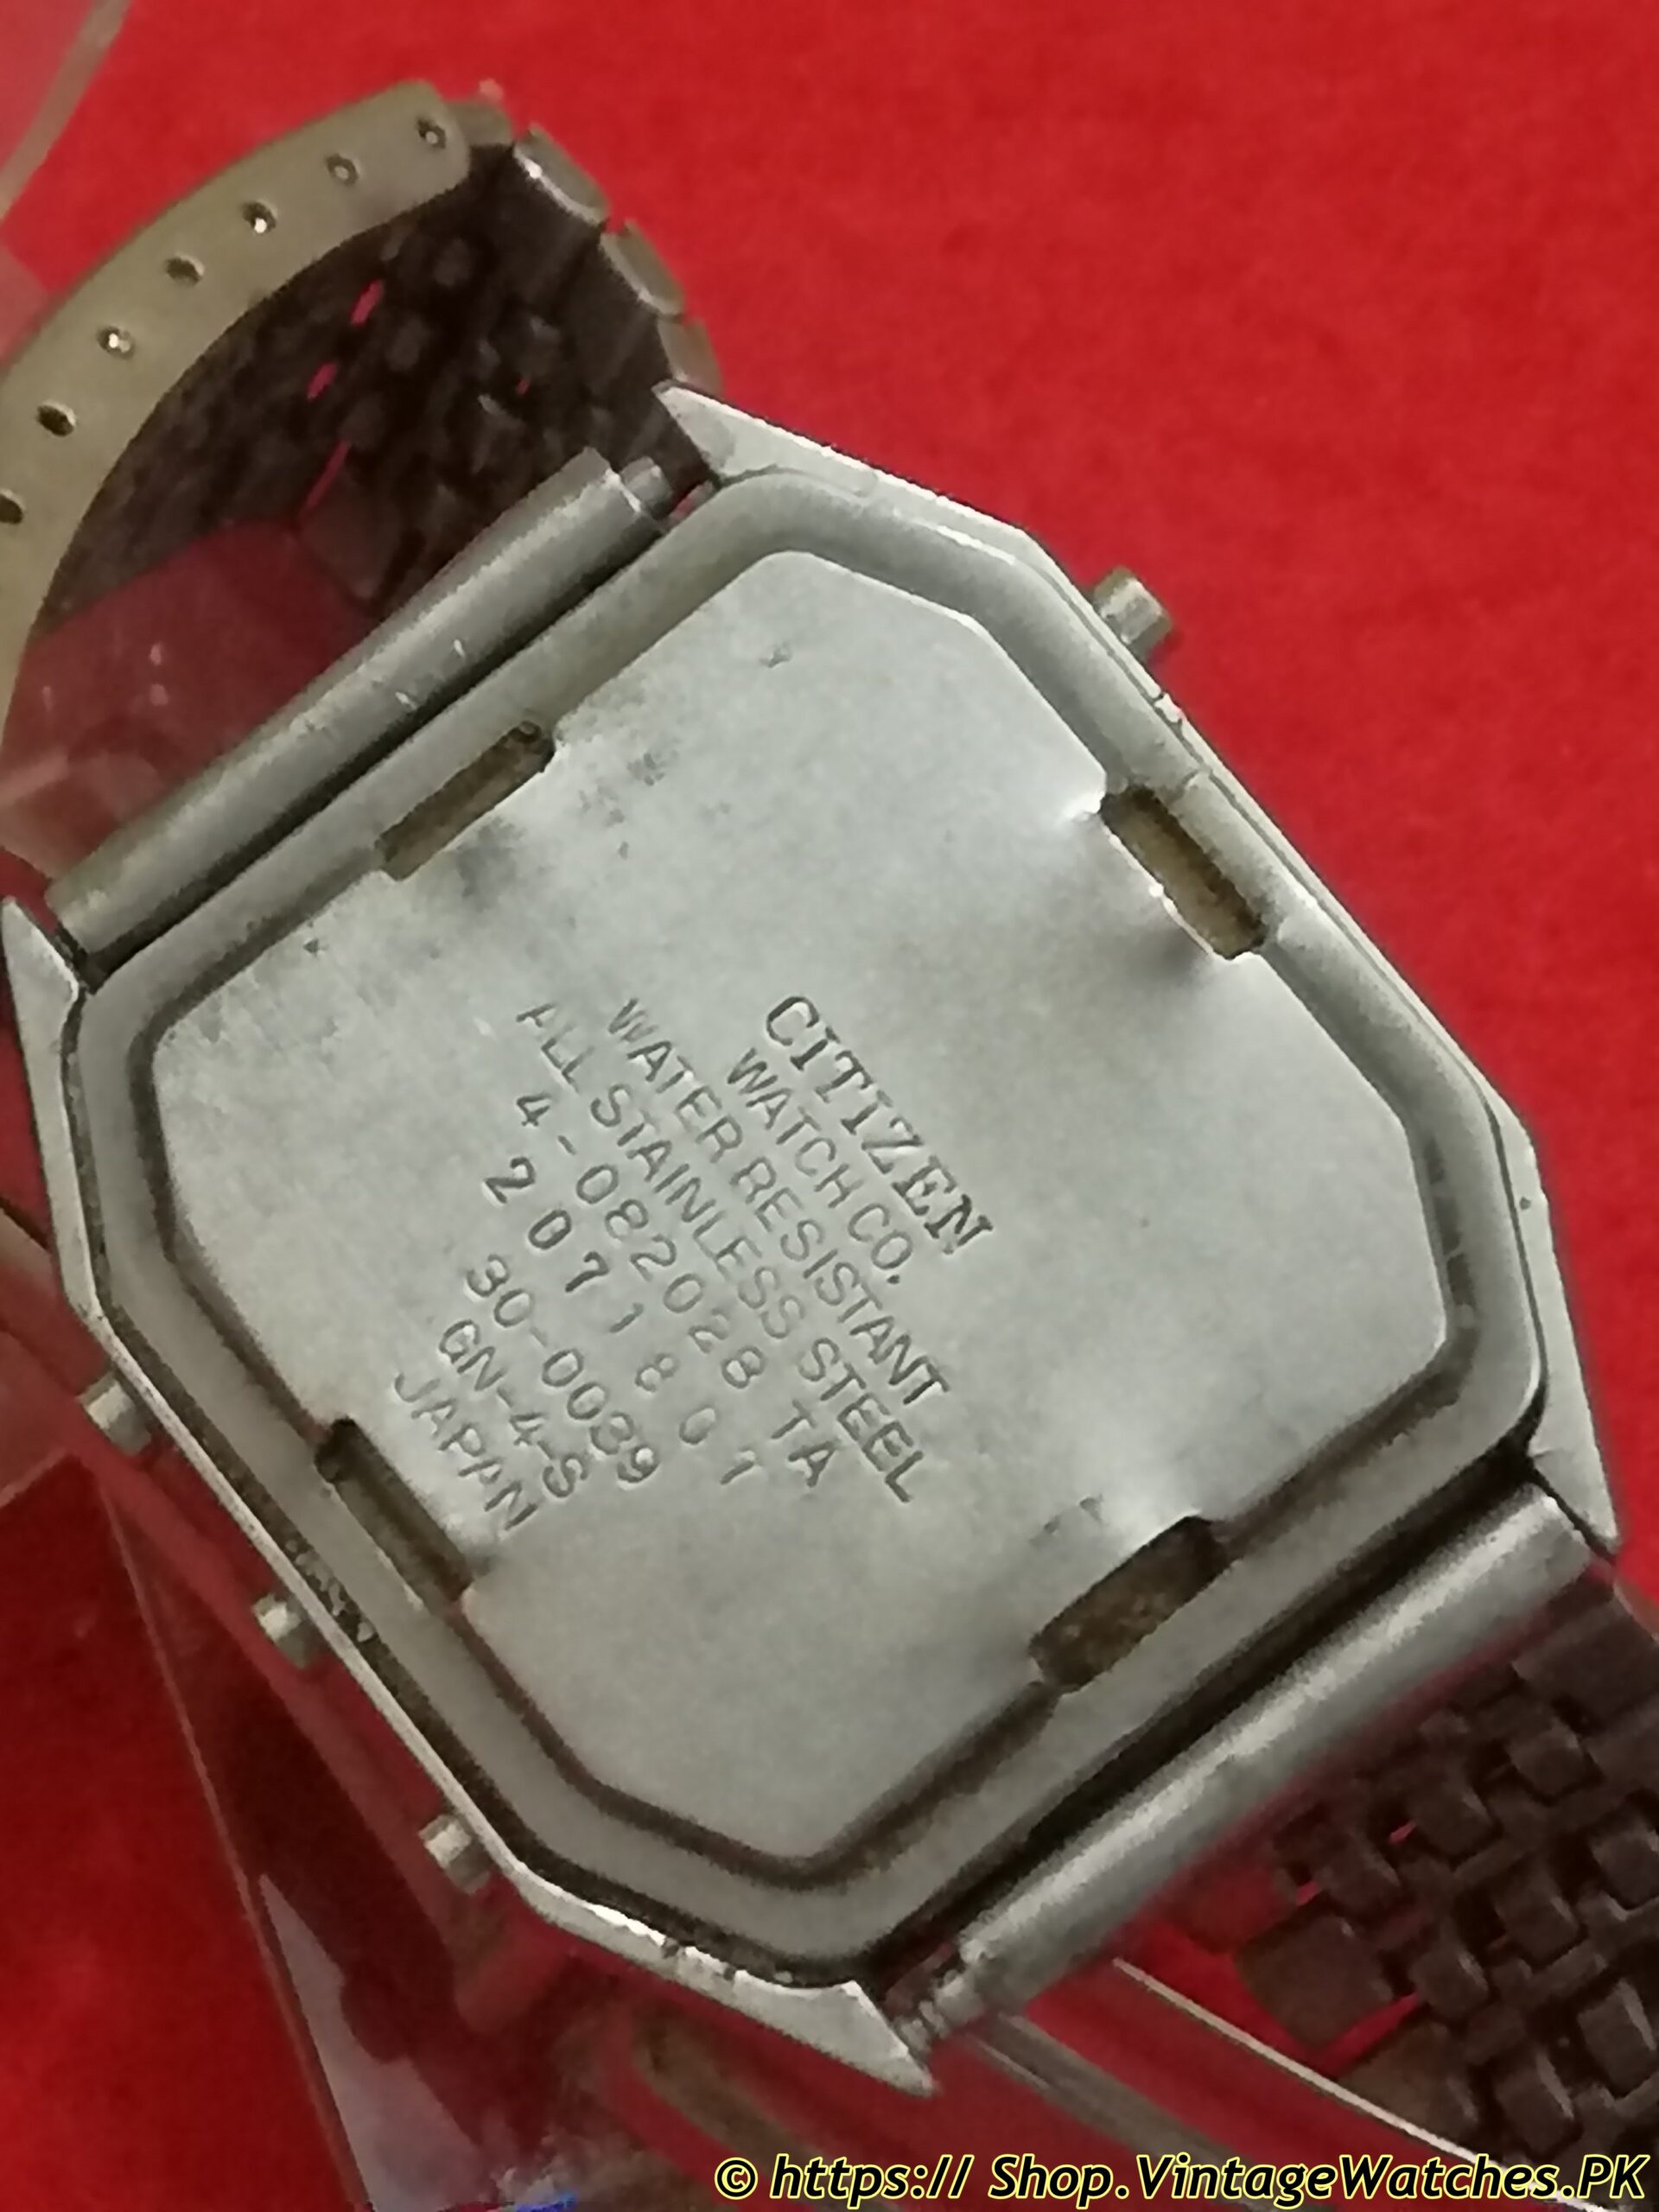 CITIZEN
WATCH CO.
WATER RESISTANT
ALL STAINLESS STEEL
4-082028 TA
20718071
30-0039
GN-4-S
JAPAN
© https:// Shop.VintageWatches.PK